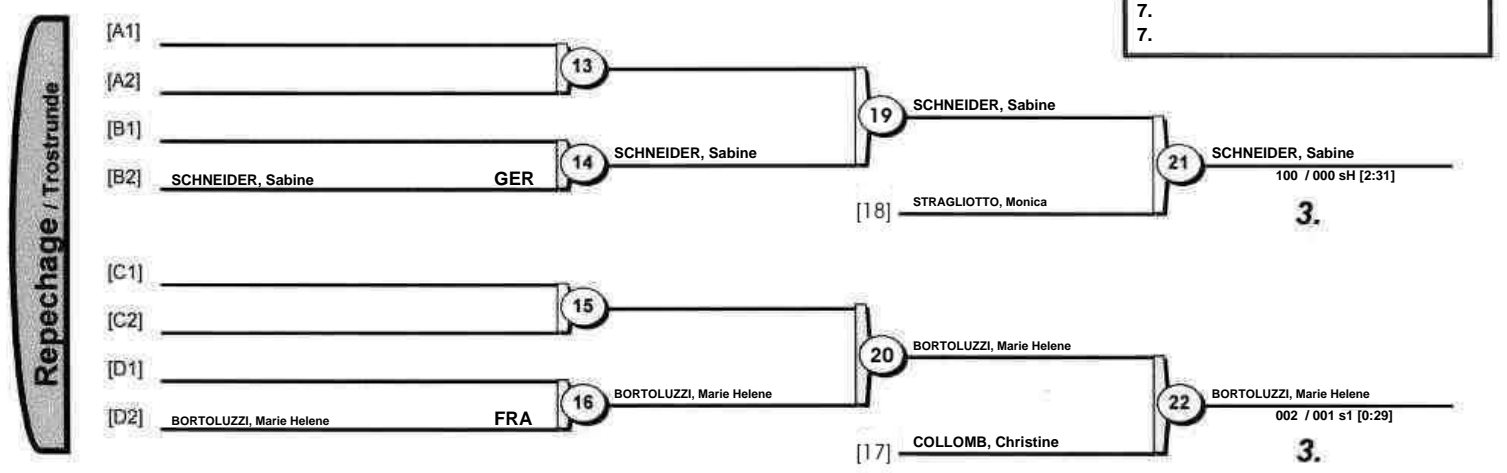 7.
7.
Repechage / Trostrunde
[A1]
[A2]
13
[B1]
[B2] SCHNEIDER, Sabine GER
14 SCHNEIDER, Sabine
19 SCHNEIDER, Sabine
[18] STRAGLIOTTO, Monica
21 SCHNEIDER, Sabine
100 / 000 sH [2:31]
3.
[C1]
[C2]
15
[D1]
[D2] BORTOLUZZI, Marie Helene FRA
16 BORTOLUZZI, Marie Helene
20 BORTOLUZZI, Marie Helene
[17] COLLOMB, Christine
22 BORTOLUZZI, Marie Helene
002 / 001 s1 [0:29]
3.